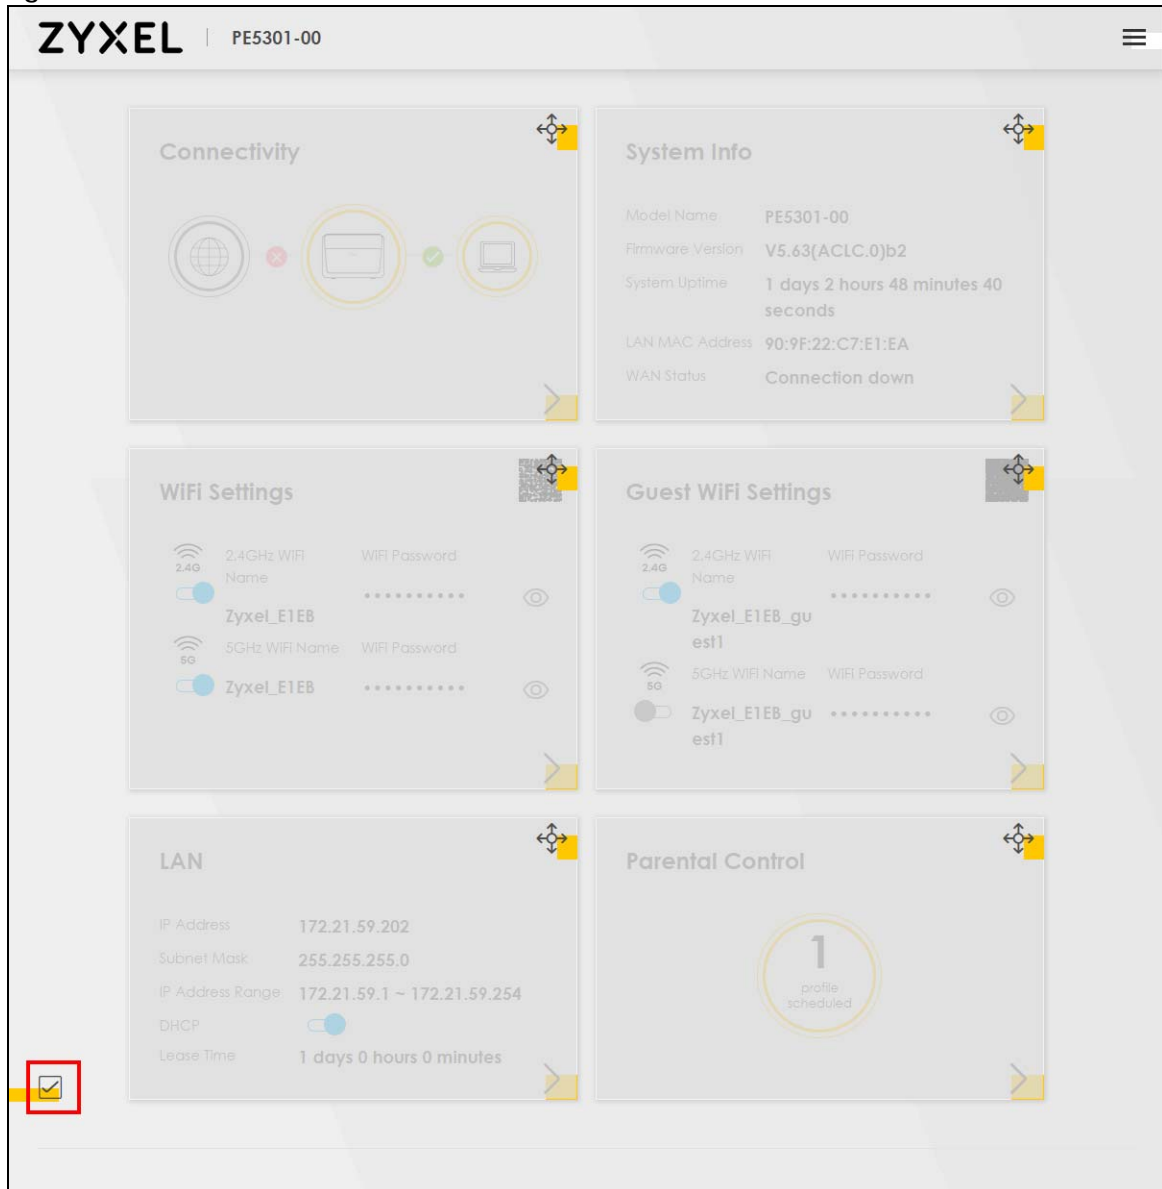 ZYXEL PE5301-00
Connectivity
System Info
Model Name PE5301-00
Firmware Version V5.63(ACLC.0)b2
System Uptime 1 days 2 hours 48 minutes 40
seconds
LAN MAC Address 90:9F:22:C7:E1:EA
WAN Status Connection down
WiFi Settings
2.4G
2.4GHz WiFi
Name
WiFi Password
••••••••••
Zyxel_E1EB
5G
5GHz WiFi Name WiFi Password
Zyxel_E1EB ••••••••••
Guest WiFi Settings
2.4G
2.4GHz WiFi
Name
WiFi Password
••••••••••
Zyxel_E1EB_gu
est1
5G
5GHz WiFi Name WiFi Password
Zyxel_E1EB_gu ••••••••••
est1
LAN
IP Address 172.21.59.202
Subnet Mask 255.255.255.0
IP Address Range 172.21.59.1 ~ 172.21.59.254
DHCP
Lease Time 1 days 0 hours 0 minutes
Parental Control
1
profile
scheduled